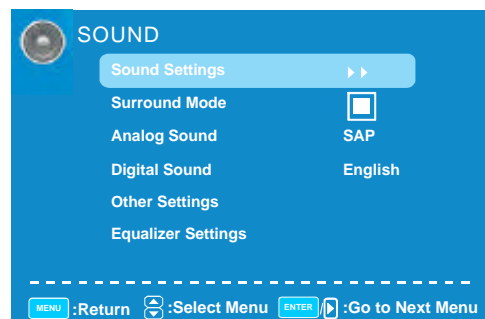 SOUND
Sound Settings
Surround Mode
Analog Sound SAP
Digital Sound English
Other Settings
Equalizer Settings
MENU :Return :Select Menu ENTER / :Go to Next Menu